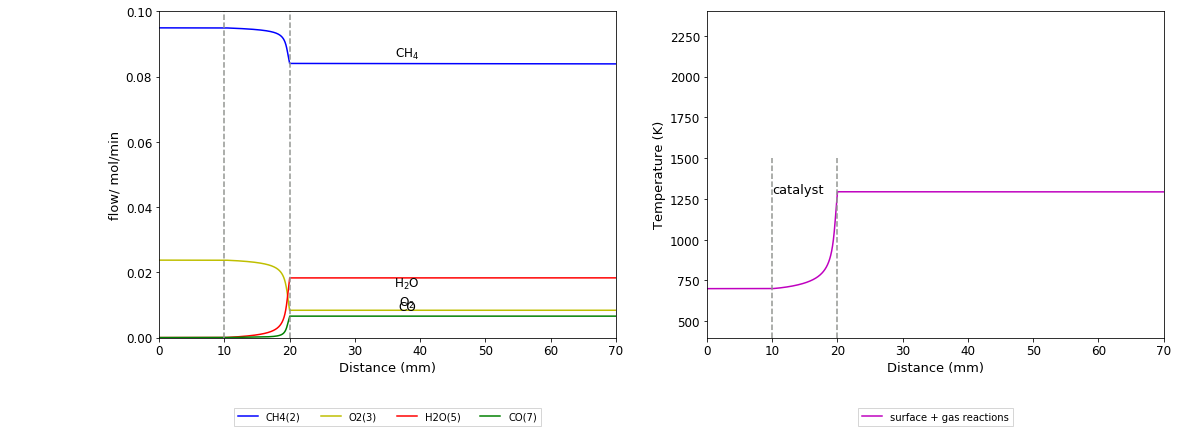 flow/ mol/min
0.10
0.08
0.06
0.04
0.02
0.00
CH4
H2O
O2
CO
0 10 20 30 40 50 60 70
Distance (mm)
CH4(2) O2(3) H2O(5) CO(7)
Temperature (K)
2250
2000
1750
1500
1250
1000
750
500
catalyst
0 10 20 30 40 50 60 70
Distance (mm)
surface + gas reactions